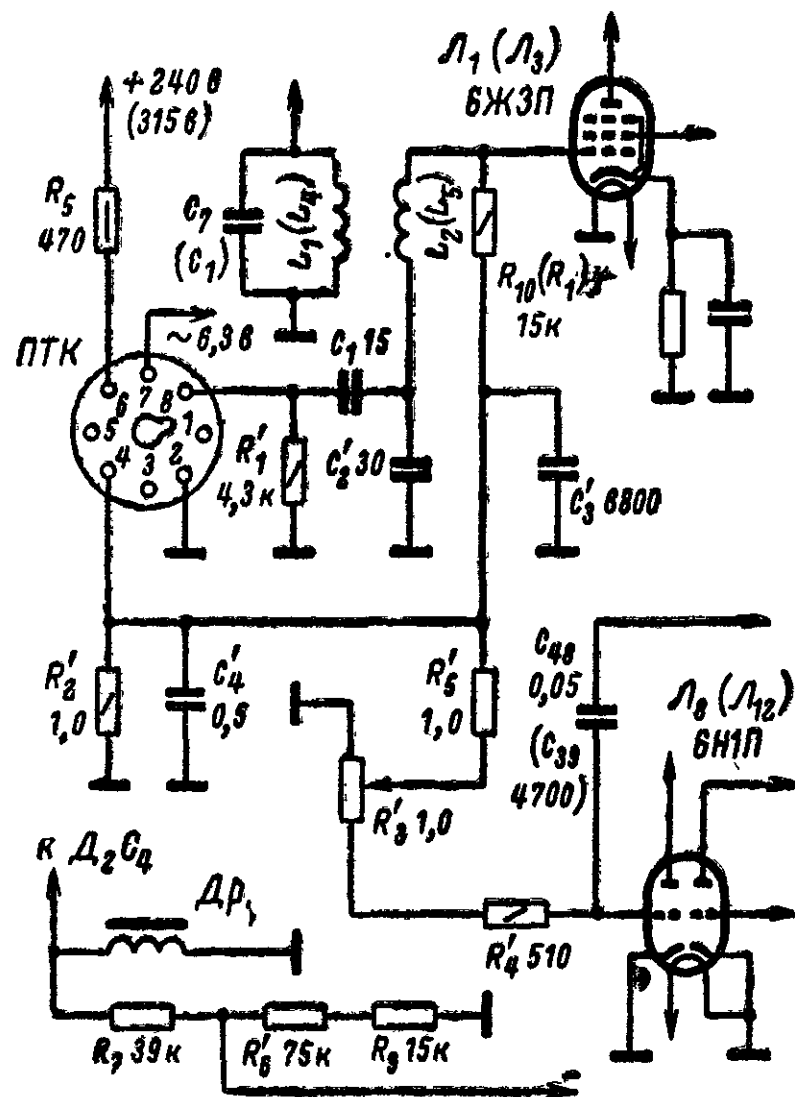 + 240 в
(315 в)
Л₁ (Л₃)
6Ж3П
R₅
470
C₇
(C₁)
L₁(L₄)
L₂(L₅)
R₁₀(R₁)
15к
ПТК
~ 6,3 в
C₁ 15
6 7 8
5 1
4 3 2
R'₁
4,3 к
C'₂ 30
C'₃ 6800
R'₂
1,0
C'₄
0,5
R'₅
1,0
C₄₈
0,05
(C₃₉
4700)
Л₈ (Л₁₂)
6Н1П
R'₃ 1,0
к Д₂ C₄
Др₁
R'₄ 510
R₇ 39 к
R'₆ 75к
R₉ 15к